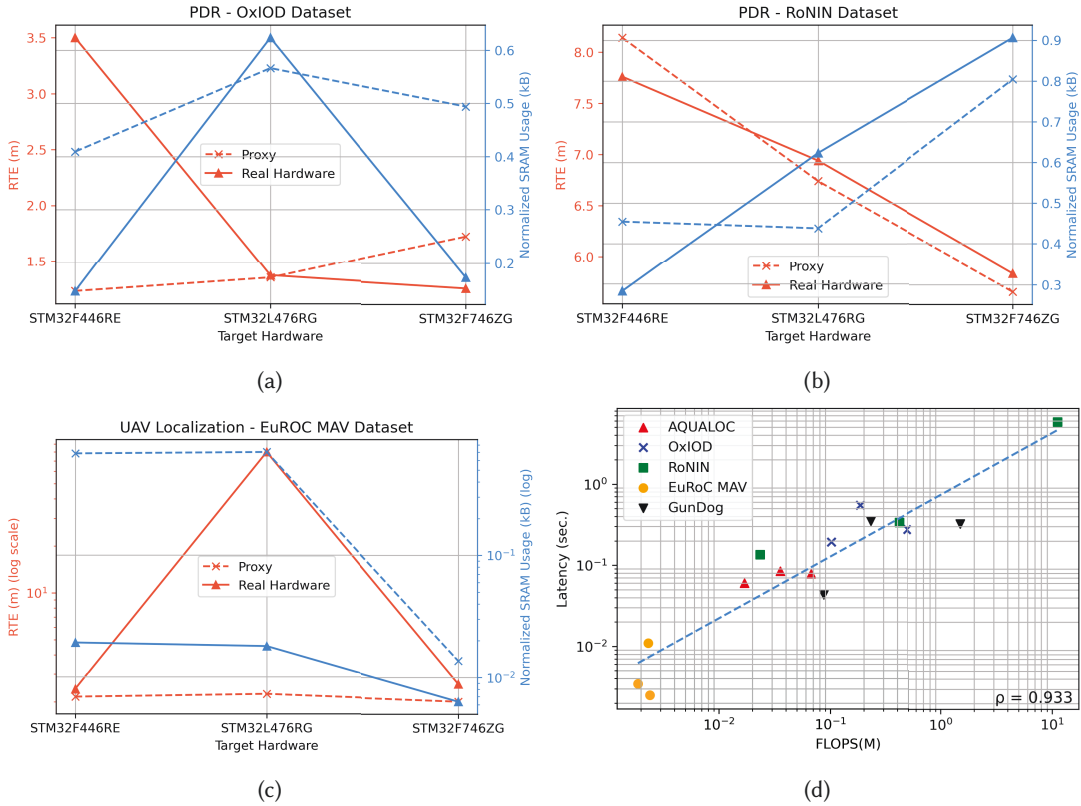 PDR - OxIOD Dataset
3.5
3.0
2.5
2.0
1.5
RTE (m)
0.6
0.5
0.4
0.3
0.2
Normalized SRAM Usage (kB)
Proxy
Real Hardware
STM32F446RE
STM32L476RG
STM32F746ZG
Target Hardware
(a)
PDR - RoNIN Dataset
8.0
7.5
7.0
6.5
6.0
RTE (m)
0.9
0.8
0.7
0.6
0.5
0.4
0.3
Normalized SRAM Usage (kB)
Proxy
Real Hardware
STM32F446RE
STM32L476RG
STM32F746ZG
Target Hardware
(b)
UAV Localization - EuROC MAV Dataset
10¹
RTE (m) (log scale)
10⁻¹
10⁻²
Normalized SRAM Usage (kB) (log)
Proxy
Real Hardware
STM32F446RE
STM32L476RG
STM32F746ZG
Target Hardware
(c)
AQUALOC
OxIOD
RoNIN
EuRoC MAV
GunDog
10⁰
10⁻¹
10⁻²
Latency (sec.)
ρ = 0.933
10⁻²
10⁻¹
10⁰
10¹
FLOPS(M)
(d)